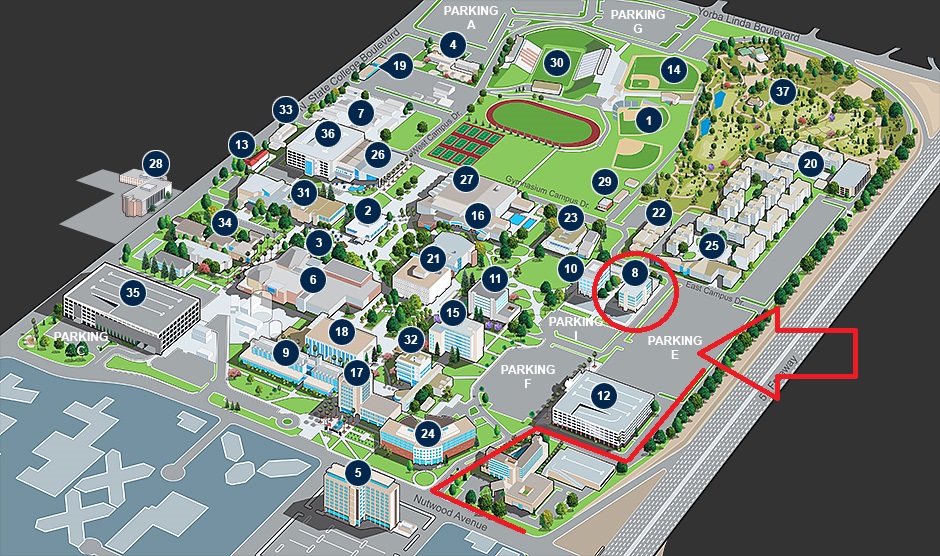 PARKING
A
PARKING
G
Yorba Linda Boulevard
N. State College Boulevard
4
19
30
14
37
7
33
36
West Campus Dr.
1
13
26
28
20
27
Gymnasium Campus Dr.
29
31
2
16
22
34
23
3
25
21
10
8
6
11
East Campus Dr.
35
15
PARKING
I
18
32
PARKING
E
PARKING
C
9
17
PARKING
F
12
24
5
Nutwood Avenue